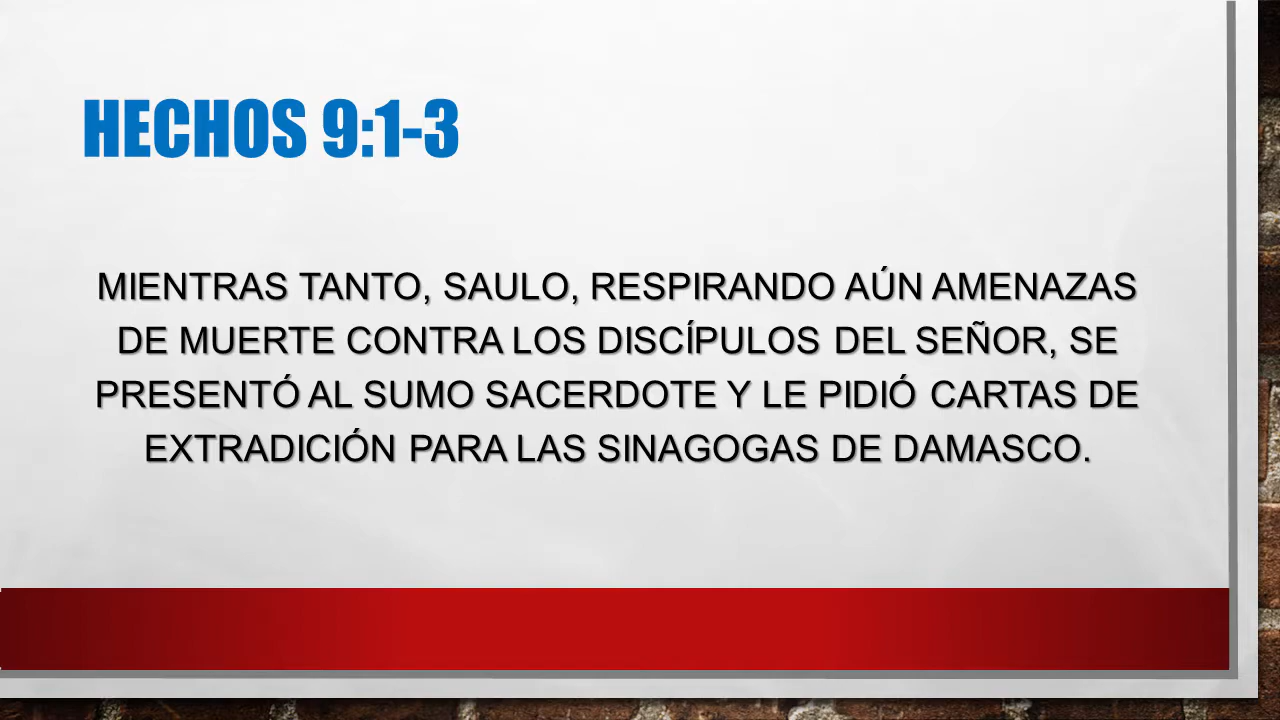 HECHOS 9:1-3
MIENTRAS TANTO, SAULO, RESPIRANDO AÚN AMENAZAS
DE MUERTE CONTRA LOS DISCÍPULOS DEL SEÑOR, SE
PRESENTÓ AL SUMO SACERDOTE Y LE PIDIÓ CARTAS DE
EXTRADICIÓN PARA LAS SINAGOGAS DE DAMASCO.